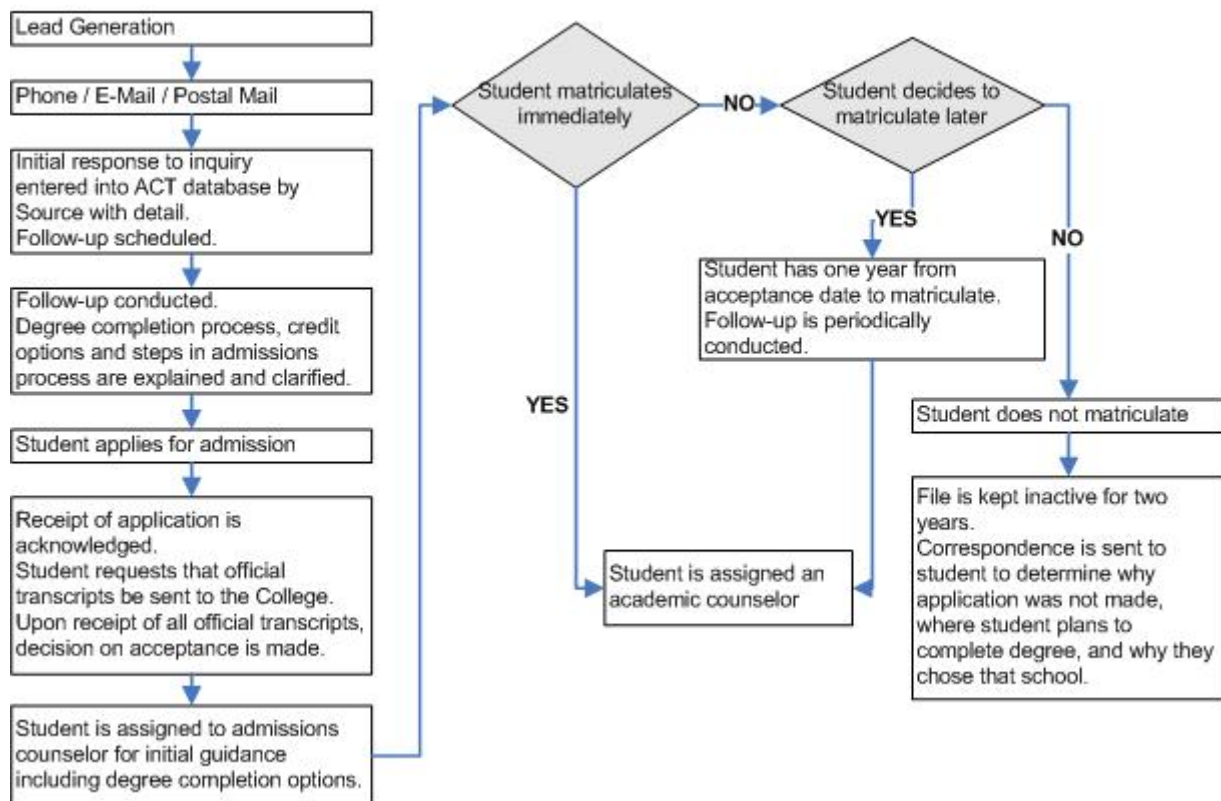 Lead Generation
Phone / E-Mail / Postal Mail
Initial response to inquiry
entered into ACT database by
Source with detail.
Follow-up scheduled.
Follow-up conducted.
Degree completion process, credit
options and steps in admissions
process are explained and clarified.
Student applies for admission
Receipt of application is
acknowledged.
Student requests that official
transcripts be sent to the College.
Upon receipt of all official transcripts,
decision on acceptance is made.
Student is assigned to admissions
counselor for initial guidance
including degree completion options.
Student matriculates
immediately
NO
Student decides to
matriculate later
YES
NO
Student has one year from
acceptance date to matriculate.
Follow-up is periodically
conducted.
YES
Student does not matriculate
Student is assigned an
academic counselor
File is kept inactive for two
years.
Correspondence is sent to
student to determine why
application was not made,
where student plans to
complete degree, and why they
chose that school.